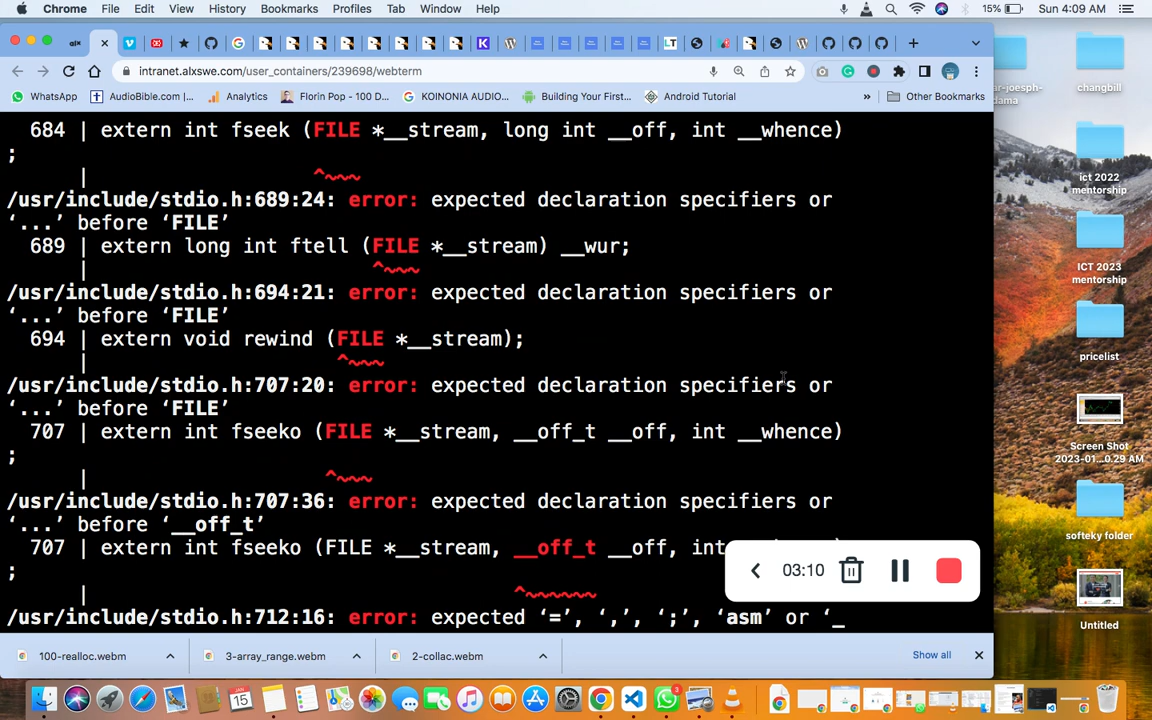 Chrome File Edit View History Bookmarks Profiles Tab Window Help 15% Sun 4:09 AM
intranet.alxswe.com/user_containers/239698/webterm
WhatsApp AudioBible.com |... Analytics Florin Pop - 100 D... KOINONIA AUDIO... Building Your First... Android Tutorial » Other Bookmarks
684 | extern int fseek (FILE *__stream, long int __off, int __whence)
;
| ^~~~
/usr/include/stdio.h:689:24: error: expected declaration specifiers or
‘...’ before ‘FILE’
689 | extern long int ftell (FILE *__stream) __wur;
| ^~~~
/usr/include/stdio.h:694:21: error: expected declaration specifiers or
‘...’ before ‘FILE’
694 | extern void rewind (FILE *__stream);
| ^~~~
/usr/include/stdio.h:707:20: error: expected declaration specifiers or
‘...’ before ‘FILE’
707 | extern int fseeko (FILE *__stream, __off_t __off, int __whence)
;
| ^~~~
/usr/include/stdio.h:707:36: error: expected declaration specifiers or
‘...’ before ‘__off_t’
707 | extern int fseeko (FILE *__stream, __off_t __off, int
;
| ^~~~~~~
/usr/include/stdio.h:712:16: error: expected ‘=’, ‘,’, ‘;’, ‘asm’ or ‘_
03:10
100-realloc.webm 3-array_range.webm 2-collac.webm Show all
ar-joesph-
dama
changbill
ict 2022
mentorship
ICT 2023
mentorship
pricelist
Screen Shot
2023-01...0.29 AM
softeky folder
Untitled
JAN
15
3